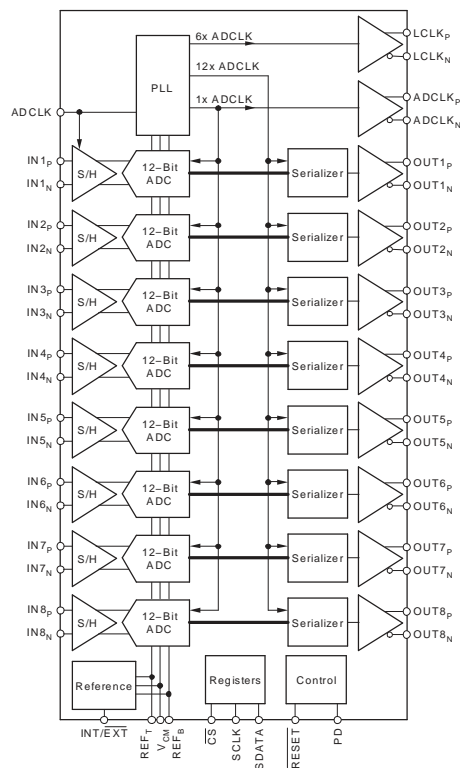 6x ADCLK
LCLKP
LCLKN
12x ADCLK
PLL
1x ADCLK
ADCLKP
ADCLKN
ADCLK
IN1P
S/H
IN1N
12-Bit
ADC
Serializer
OUT1P
OUT1N
IN2P
S/H
IN2N
12-Bit
ADC
Serializer
OUT2P
OUT2N
IN3P
S/H
IN3N
12-Bit
ADC
Serializer
OUT3P
OUT3N
IN4P
S/H
IN4N
12-Bit
ADC
Serializer
OUT4P
OUT4N
IN5P
S/H
IN5N
12-Bit
ADC
Serializer
OUT5P
OUT5N
IN6P
S/H
IN6N
12-Bit
ADC
Serializer
OUT6P
OUT6N
IN7P
S/H
IN7N
12-Bit
ADC
Serializer
OUT7P
OUT7N
IN8P
S/H
IN8N
12-Bit
ADC
Serializer
OUT8P
OUT8N
Reference
Registers
Control
INT/EXT
REFT
VCM
REFB
CS
SCLK
SDATA
RESET
PD